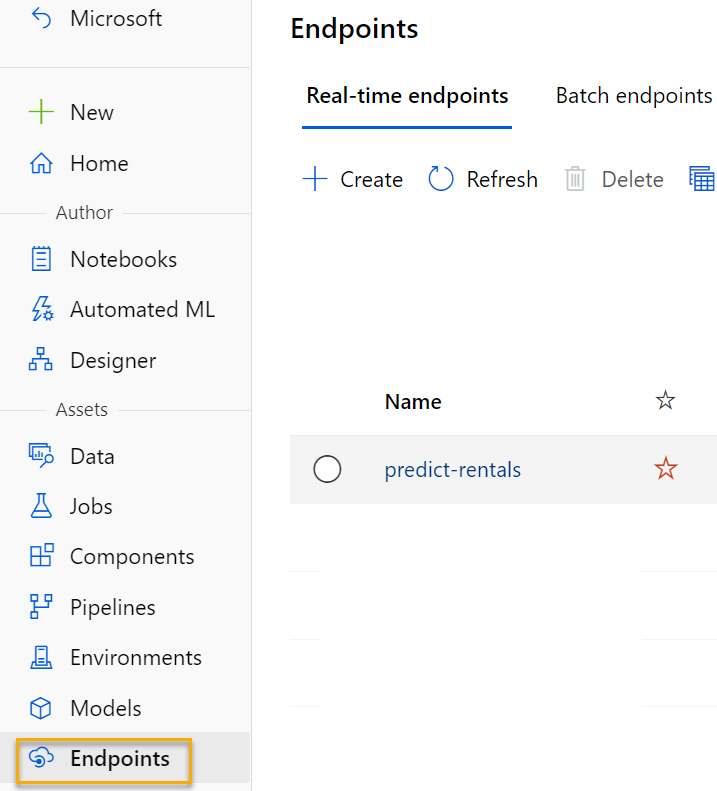 Microsoft
New
Home
Author
Notebooks
Automated ML
Designer
Assets
Data
Jobs
Components
Pipelines
Environments
Models
Endpoints
Endpoints
Real-time endpoints
Batch endpoints
Create
Refresh
Delete
Name
predict-rentals